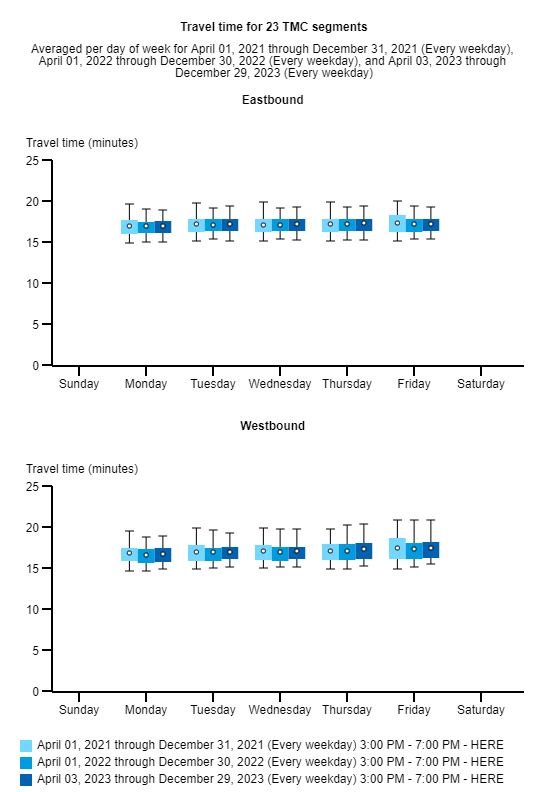 Travel time for 23 TMC segments
Averaged per day of week for April 01, 2021 through December 31, 2021 (Every weekday),
April 01, 2022 through December 30, 2022 (Every weekday), and April 03, 2023 through
December 29, 2023 (Every weekday)
Eastbound
Travel time (minutes)
25
20
15
10
5
0
Sunday Monday Tuesday Wednesday Thursday Friday Saturday
Westbound
Travel time (minutes)
25
20
15
10
5
0
Sunday Monday Tuesday Wednesday Thursday Friday Saturday
April 01, 2021 through December 31, 2021 (Every weekday) 3:00 PM - 7:00 PM - HERE
April 01, 2022 through December 30, 2022 (Every weekday) 3:00 PM - 7:00 PM - HERE
April 03, 2023 through December 29, 2023 (Every weekday) 3:00 PM - 7:00 PM - HERE